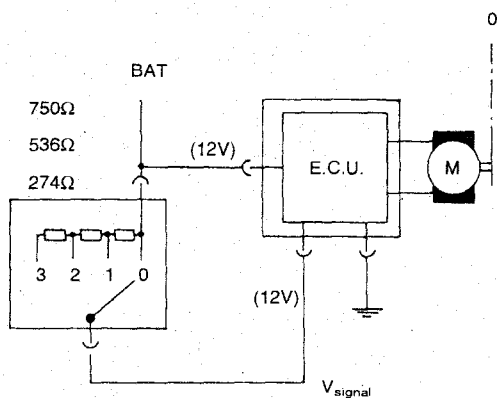 0
BAT
750Ω
536Ω
274Ω
(12V)
E.C.U.
M
3 2 1 0
(12V)
Vsignal